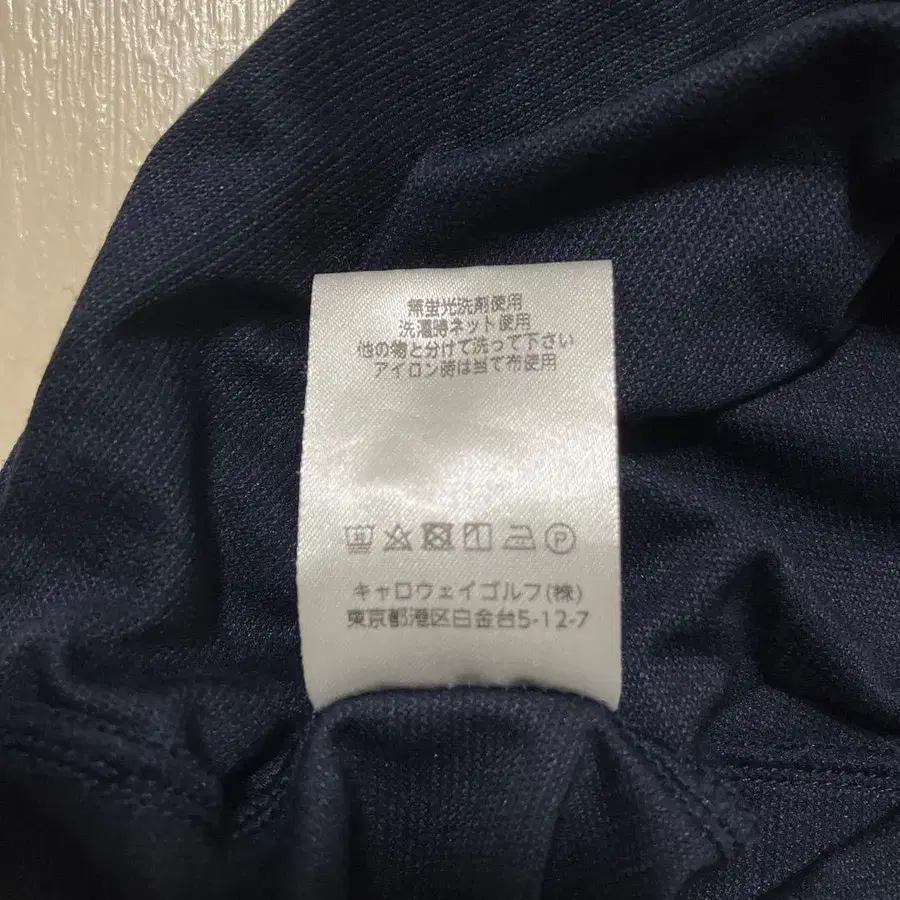 無蛍光洗剤使用
洗濯時ネット使用
他の物と分けて洗って下さい
アイロン時は当て布使用
キャロウェイゴルフ(株)
東京都港区白金台5-12-7